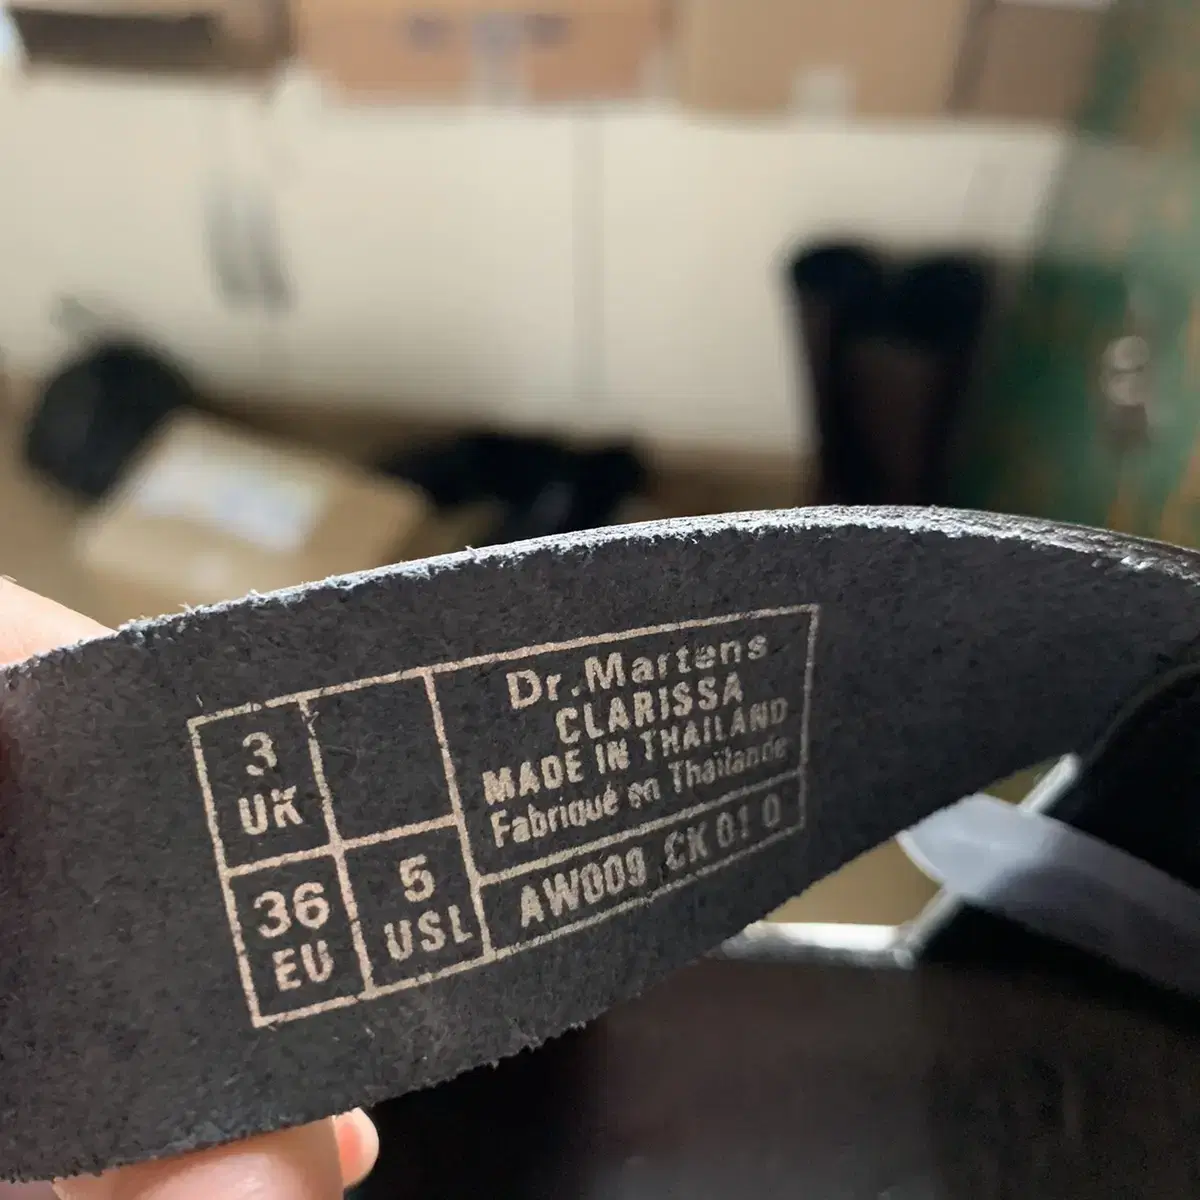 3
UK
36
EU
5
USL
Dr.Martens
CLARISSA
MADE IN THAILAND
Fabriqué en Thaïlande
AW009 CK 01 0